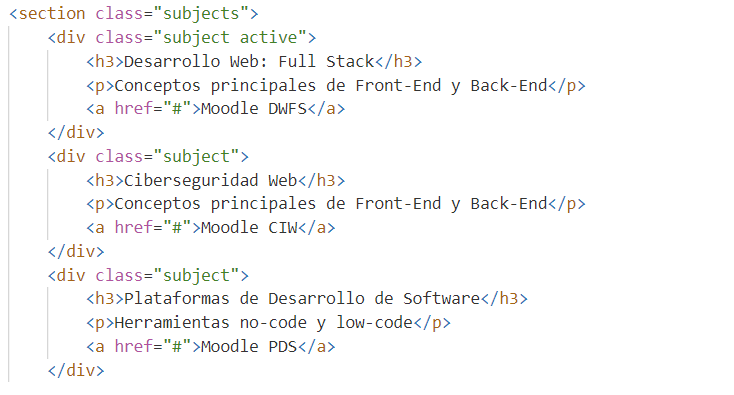 <section class="subjects">
<div class="subject active">
<h3>Desarrollo Web: Full Stack</h3>
<p>Conceptos principales de Front-End y Back-End</p>
<a href="#">Moodle DWFS</a>
</div>
<div class="subject">
<h3>Ciberseguridad Web</h3>
<p>Conceptos principales de Front-End y Back-End</p>
<a href="#">Moodle CIW</a>
</div>
<div class="subject">
<h3>Plataformas de Desarrollo de Software</h3>
<p>Herramientas no-code y low-code</p>
<a href="#">Moodle PDS</a>
</div>